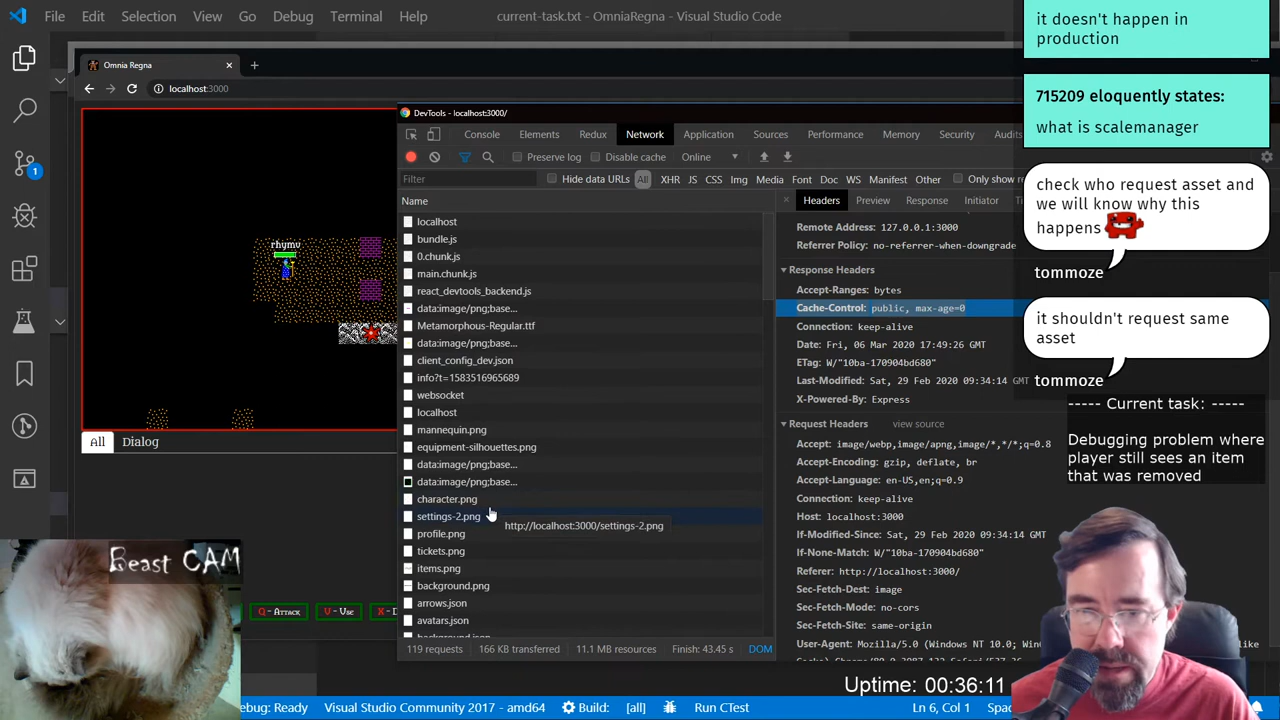 File Edit Selection View Go Debug Terminal Help
current-task.txt - OmniaRegna - Visual Studio Code
Omnia Regna
localhost:3000
rhymu
All Dialog
Q - Attack
V - Use
Beast CAM
DevTools - localhost:3000/
Console Elements Redux Network Application Sources Performance Memory Security Audits
Preserve log Disable cache Online
Filter Hide data URLs All XHR JS CSS Img Media Font Doc WS Manifest Other
Name
localhost
bundle.js
0.chunk.js
main.chunk.js
react_devtools_backend.js
data:image/png;base...
Metamorphous-Regular.ttf
data:image/png;base...
client_config_dev.json
info?t=1583516965689
websocket
localhost
mannequin.png
equipment-silhouettes.png
data:image/png;base...
data:image/png;base...
character.png
settings-2.png
http://localhost:3000/settings-2.png
profile.png
tickets.png
items.png
background.png
arrows.json
avatars.json
background.json
119 requests 166 KB transferred 11.1 MB resources Finish: 43.45 s DOM
Headers Preview Response Initiator
Remote Address: 127.0.0.1:3000
Referrer Policy: no-referrer-when-downgrade
Response Headers
Accept-Ranges: bytes
Cache-Control: public, max-age=0
Connection: keep-alive
Date: Fri, 06 Mar 2020 17:49:26 GMT
ETag: W/"10ba-170904bd680"
Last-Modified: Sat, 29 Feb 2020 09:34:14 GMT
X-Powered-By: Express
Request Headers view source
Accept: image/webp,image/apng,image/*,*/*;q=0.8
Accept-Encoding: gzip, deflate, br
Accept-Language: en-US,en;q=0.9
Connection: keep-alive
Host: localhost:3000
If-Modified-Since: Sat, 29 Feb 2020 09:34:14 GMT
If-None-Match: W/"10ba-170904bd680"
Referer: http://localhost:3000/
Sec-Fetch-Dest: image
Sec-Fetch-Mode: no-cors
Sec-Fetch-Site: same-origin
User-Agent: Mozilla/5.0 (Windows NT 10.0;
it doesn't happen in
production
715209 eloquently states:
what is scalemanager
check who request asset and
we will know why this
happens
tommoze
it shouldn't request same
asset
tommoze
----- Current task: -----
Debugging problem where
player still sees an item
that was removed
Uptime: 00:36:11
Debug: Ready Visual Studio Community 2017 - amd64 Build: [all] Run CTest Ln 6, Col 1